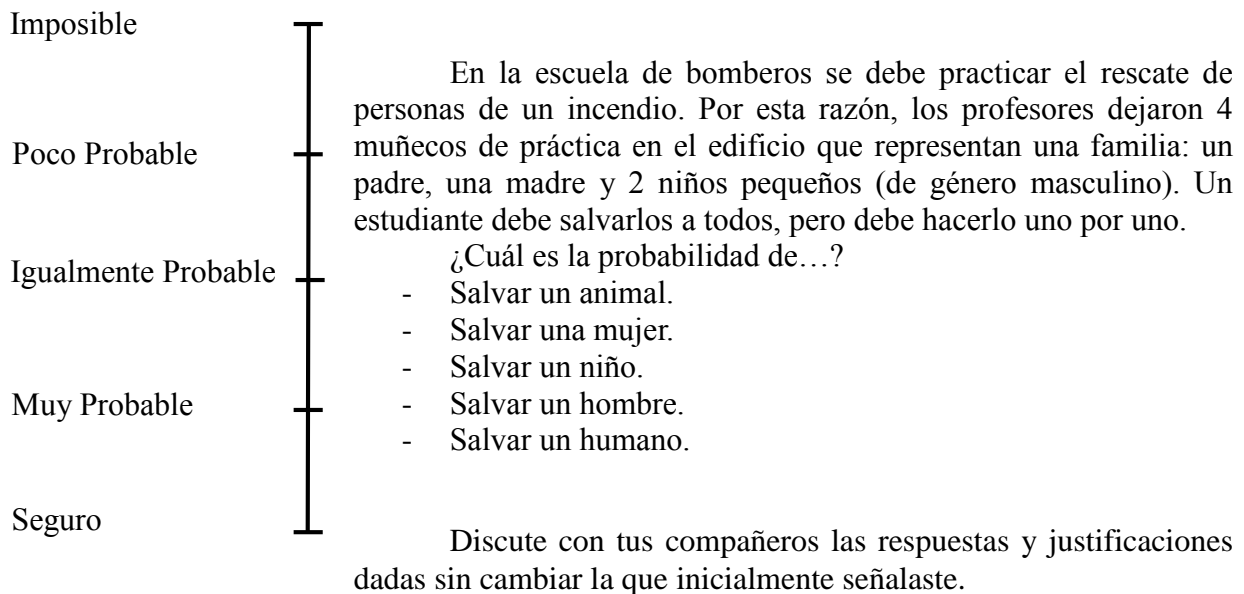 Imposible
Poco Probable
Igualmente Probable
Muy Probable
Seguro
En la escuela de bomberos se debe practicar el rescate de
personas de un incendio. Por esta razón, los profesores dejaron 4
muñecos de práctica en el edificio que representan una familia: un
padre, una madre y 2 niños pequeños (de género masculino). Un
estudiante debe salvarlos a todos, pero debe hacerlo uno por uno.
¿Cuál es la probabilidad de…?
- Salvar un animal.
- Salvar una mujer.
- Salvar un niño.
- Salvar un hombre.
- Salvar un humano.
Discute con tus compañeros las respuestas y justificaciones
dadas sin cambiar la que inicialmente señalaste.